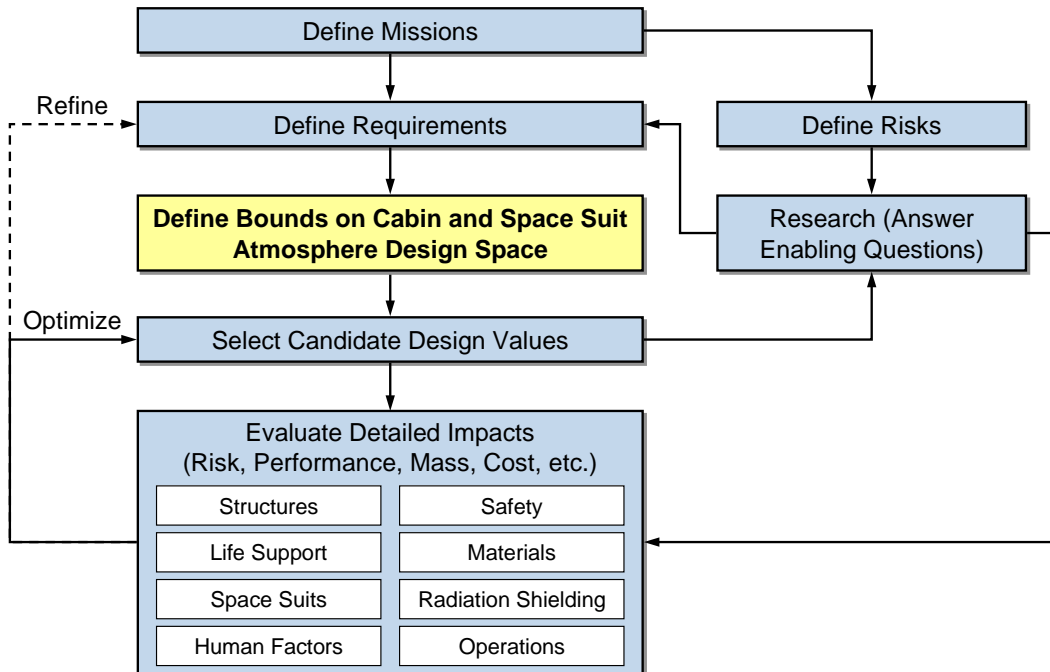 Define Missions
Refine
Define Requirements
Define Risks
Define Bounds on Cabin and Space Suit
Atmosphere Design Space
Research (Answer
Enabling Questions)
Optimize
Select Candidate Design Values
Evaluate Detailed Impacts
(Risk, Performance, Mass, Cost, etc.)
Structures
Safety
Life Support
Materials
Space Suits
Radiation Shielding
Human Factors
Operations